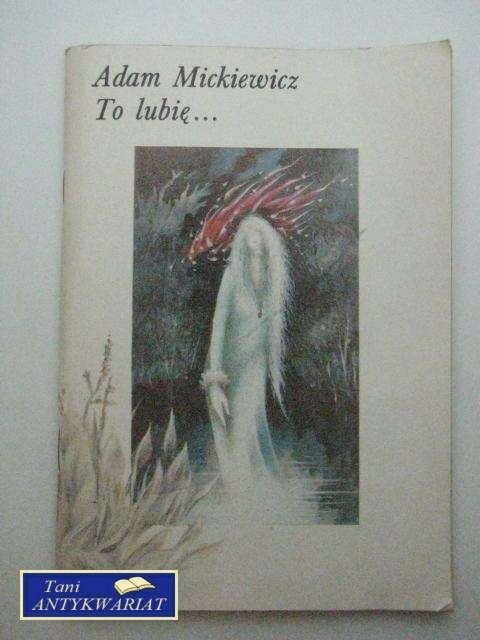 Adam Mickiewicz
To lubię...
Tani
ANTYKWARIAT